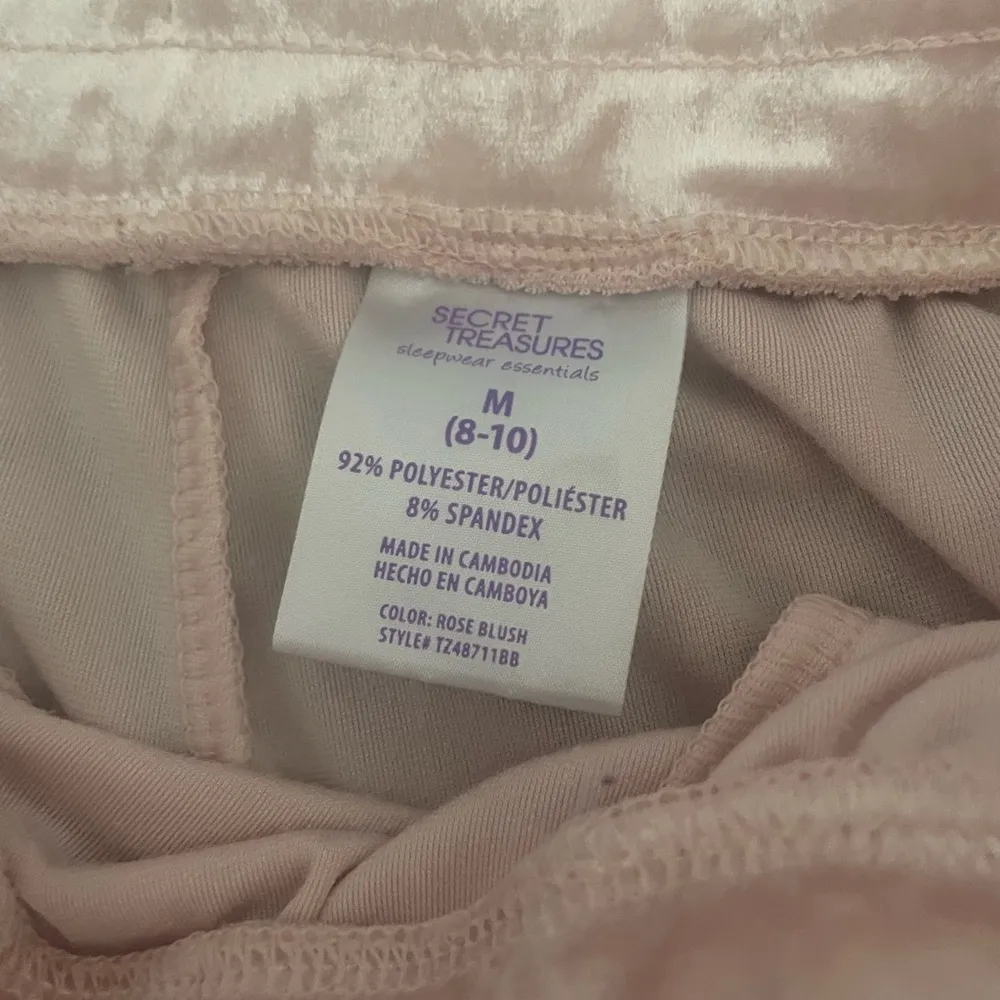 SECRET
TREASURES
sleepwear essentials
M
(8-10)
92% POLYESTER/POLIÉSTER
8% SPANDEX
MADE IN CAMBODIA
HECHO EN CAMBOYA
COLOR: ROSE BLUSH
STYLE# TZ48711BB